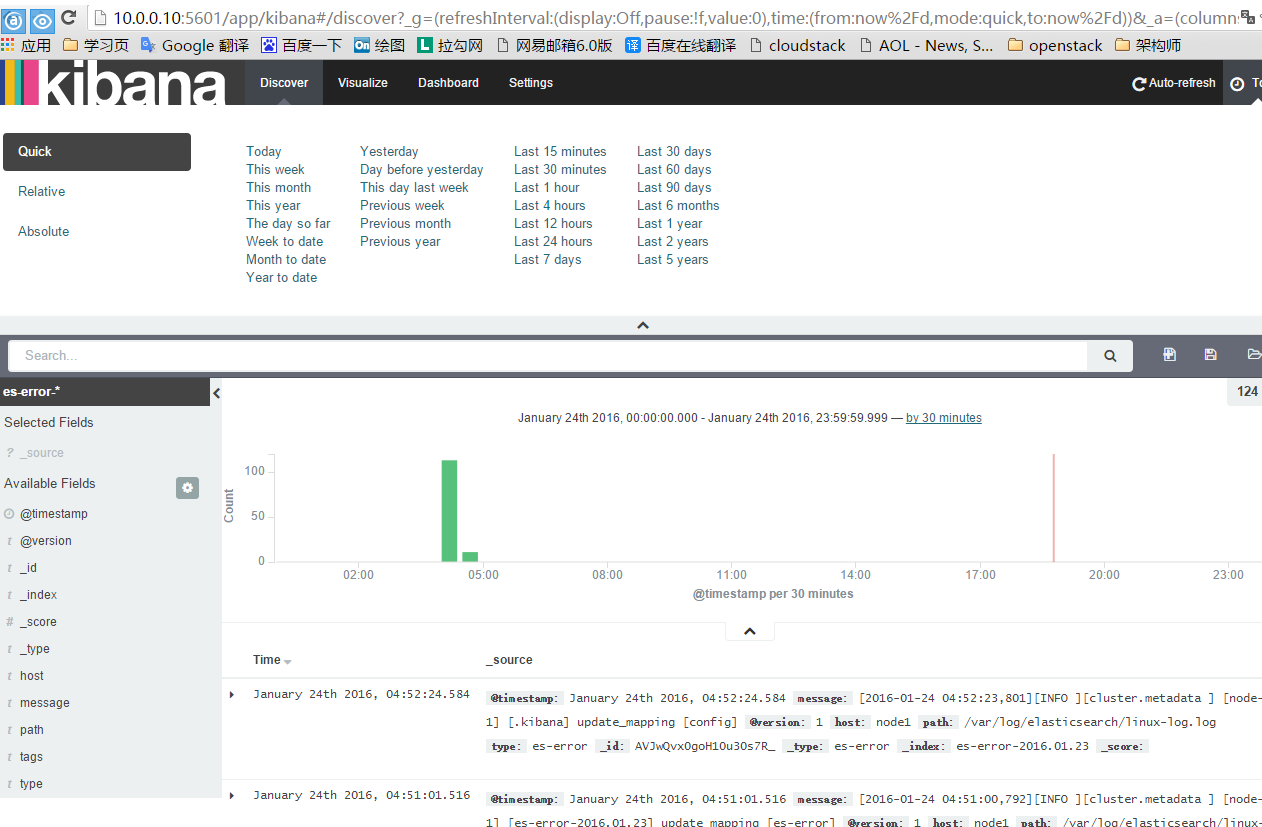 10.0.0.10:5601/app/kibana#/discover?_g=(refreshInterval:(display:Off,pause:!f,value:0),time:(from:now%2Fd,mode:quick,to:now%2Fd))&_a=(column
应用 学习页 Google 翻译 百度一下 On 绘图 L 拉勾网 网易邮箱6.0版 译 百度在线翻译 cloudstack AOL - News, S... openstack 架构师
kibana Discover Visualize Dashboard Settings Auto-refresh
Quick
Relative
Absolute
Today Yesterday Last 15 minutes Last 30 days
This week Day before yesterday Last 30 minutes Last 60 days
This month This day last week Last 1 hour Last 90 days
This year Previous week Last 4 hours Last 6 months
The day so far Previous month Last 12 hours Last 1 year
Week to date Previous year Last 24 hours Last 2 years
Month to date Last 7 days Last 5 years
Year to date
Search...
es-error-*
124
Selected Fields
? _source
Available Fields
@timestamp
t @version
t _id
t _index
# _score
t _type
t host
t message
t path
t tags
t type
January 24th 2016, 00:00:00.000 - January 24th 2016, 23:59:59.999 — by 30 minutes
Count
100
50
0
02:00 05:00 08:00 11:00 14:00 17:00 20:00 23:00
@timestamp per 30 minutes
Time _source
January 24th 2016, 04:52:24.584 @timestamp: January 24th 2016, 04:52:24.584 message: [2016-01-24 04:52:23,801][INFO ][cluster.metadata ] [node-
1] [.kibana] update_mapping [config] @version: 1 host: node1 path: /var/log/elasticsearch/linux-log.log
type: es-error _id: AVJwQvxOgoH1Ou3Os7R_ _type: es-error _index: es-error-2016.01.23 _score:
January 24th 2016, 04:51:01.516 @timestamp: January 24th 2016, 04:51:01.516 message: [2016-01-24 04:51:00,792][INFO ][cluster.metadata ] [node-
1] [es-error-2016.01.23] update_mapping [es-error] @version: 1 host: node1 path: /var/log/elasticsearch/linux-